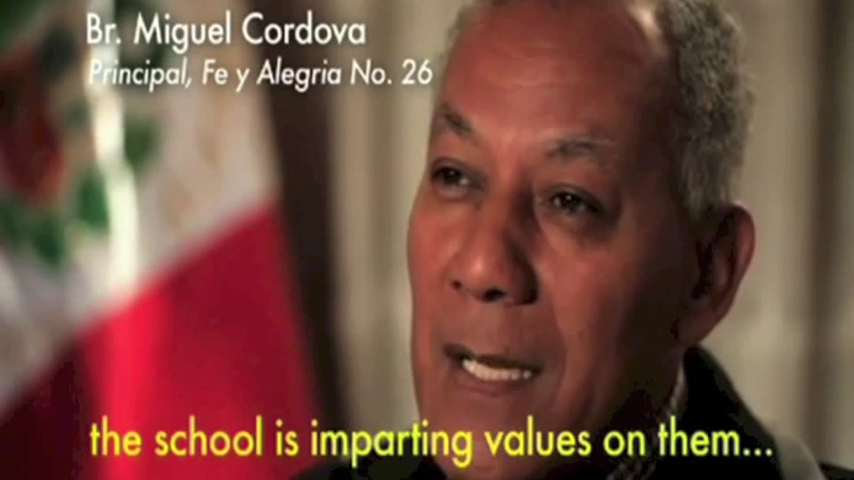 Br. Miguel Cordova
Principal, Fe y Alegria No. 26
the school is imparting values on them...